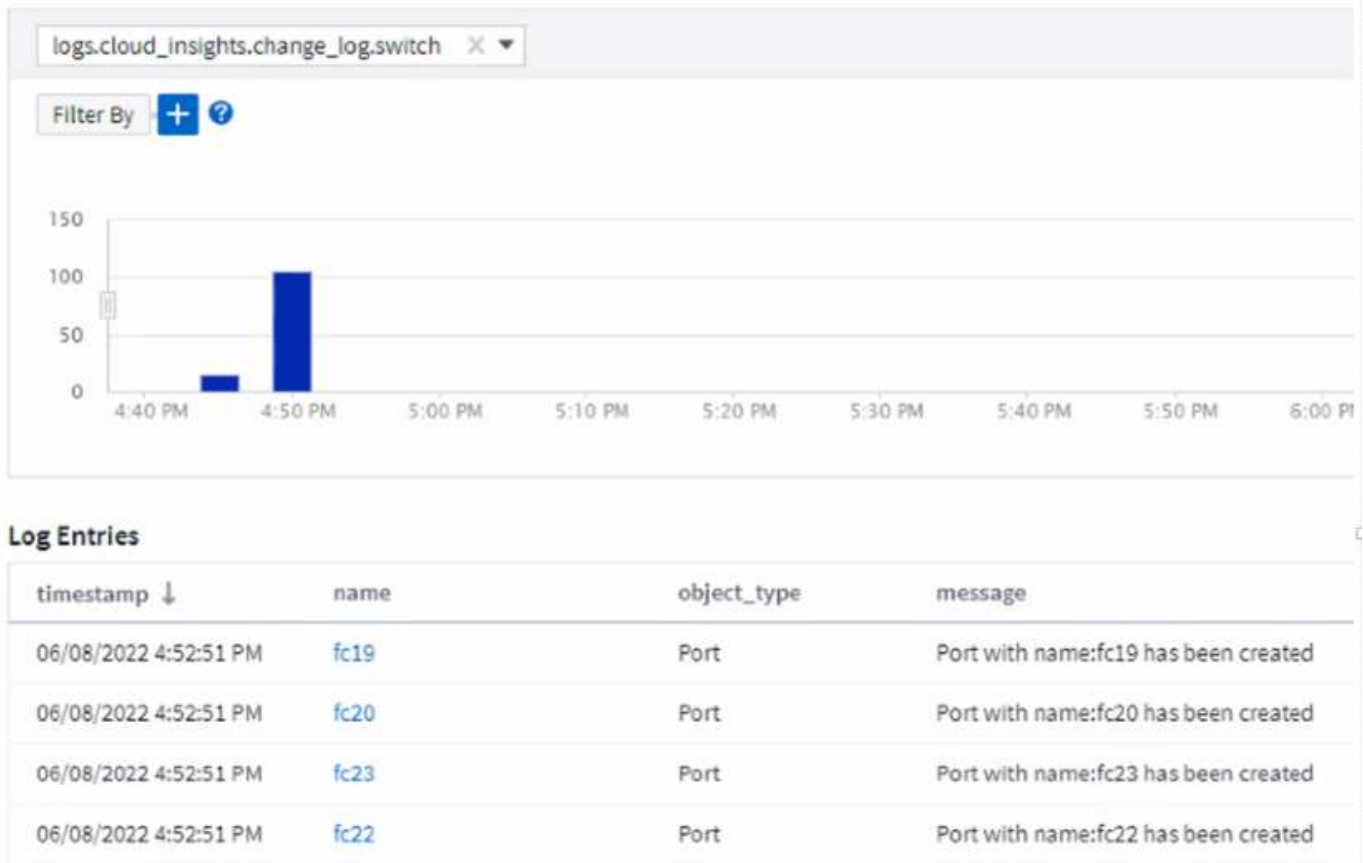 logs.cloud_insights.change_log.switch
Filter By + ?
150
100
50
0
4:40 PM 4:50 PM 5:00 PM 5:10 PM 5:20 PM 5:30 PM 5:40 PM 5:50 PM 6:00 P
Log Entries
timestamp ↓ name object_type message
06/08/2022 4:52:51 PM fc19 Port Port with name:fc19 has been created
06/08/2022 4:52:51 PM fc20 Port Port with name:fc20 has been created
06/08/2022 4:52:51 PM fc23 Port Port with name:fc23 has been created
06/08/2022 4:52:51 PM fc22 Port Port with name:fc22 has been created